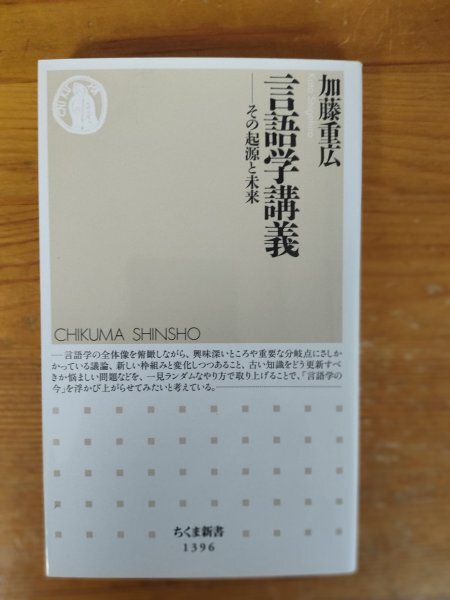 加藤重広
Kato Shigehiro
言語学講義
──その起源と未来
CHIKUMA SHINSHO
─言語学の全体像を俯瞰しながら、興味深いところや重要な分岐点にさしか
かっている議論、新しい枠組みと変化しつつあること、古い知識をどう更新すべ
きか悩ましい問題などを、一見ランダムなやり方で取り上げることで、「言語学の
今」を浮かび上がらせてみたいと考えている。
ちくま新書
1396